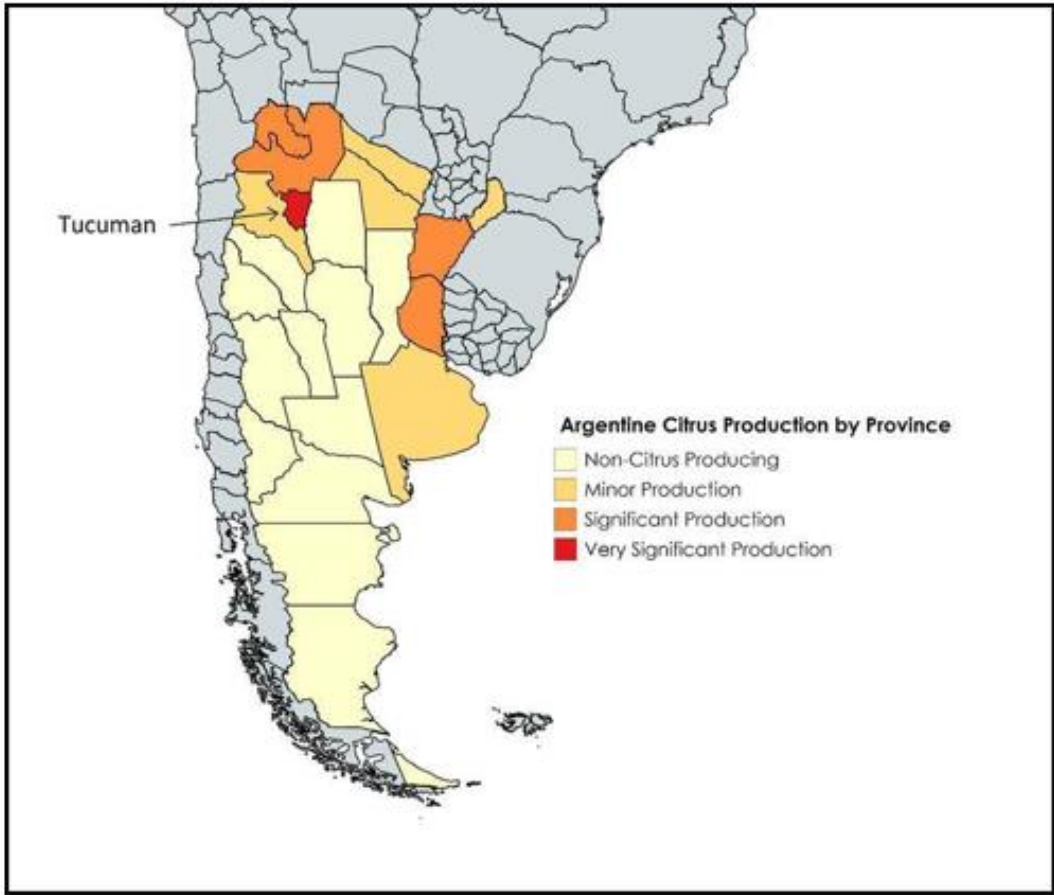 Tucuman
Argentine Citrus Production by Province
Non-Citrus Producing
Minor Production
Significant Production
Very Significant Production